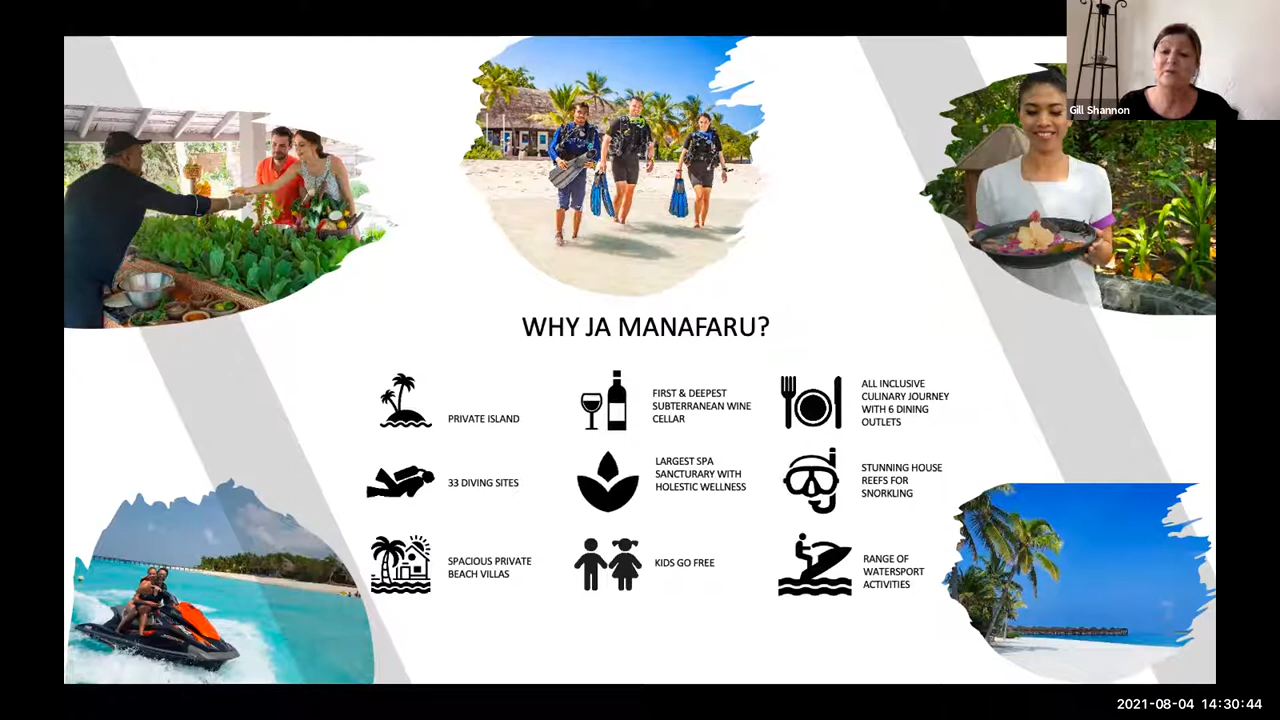 Gill Shannon
WHY JA MANAFARU?
PRIVATE ISLAND
FIRST & DEEPEST
SUBTERRANEAN WINE
CELLAR
ALL INCLUSIVE
CULINARY JOURNEY
WITH 6 DINING
OUTLETS
33 DIVING SITES
LARGEST SPA
SANCTURARY WITH
HOLESTIC WELLNESS
STUNNING HOUSE
REEFS FOR
SNORKLING
SPACIOUS PRIVATE
BEACH VILLAS
KIDS GO FREE
RANGE OF
WATERSPORT
ACTIVITIES
2021-08-04 14:30:44